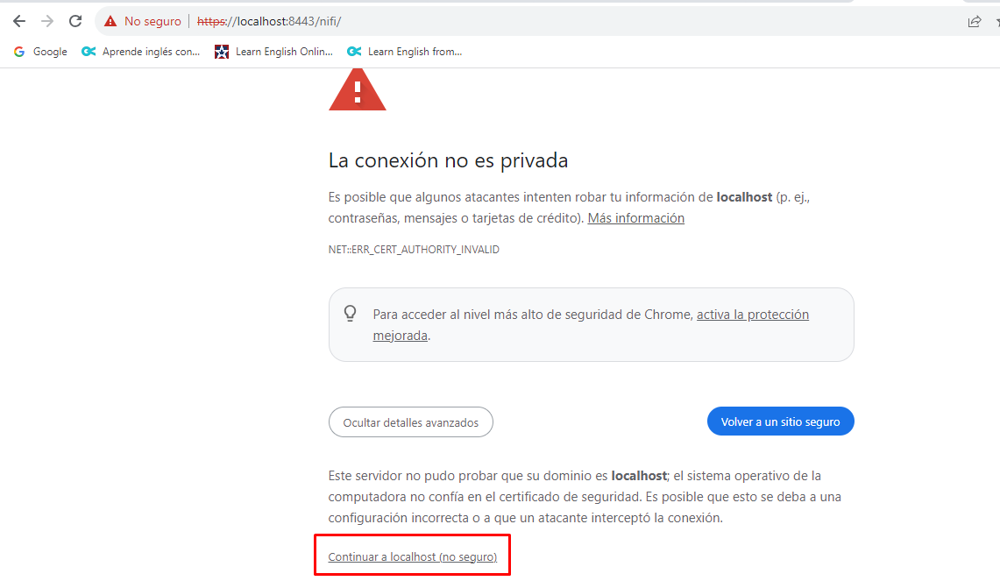 No seguro https://localhost:8443/nifi/
Google Aprende inglés con... Learn English Onlin... Learn English from...
La conexión no es privada
Es posible que algunos atacantes intenten robar tu información de localhost (p. ej.,
contraseñas, mensajes o tarjetas de crédito). Más información
NET::ERR_CERT_AUTHORITY_INVALID
Para acceder al nivel más alto de seguridad de Chrome, activa la protección
mejorada.
Ocultar detalles avanzados Volver a un sitio seguro
Este servidor no pudo probar que su dominio es localhost; el sistema operativo de la
computadora no confía en el certificado de seguridad. Es posible que esto se deba a una
configuración incorrecta o a que un atacante interceptó la conexión.
Continuar a localhost (no seguro)